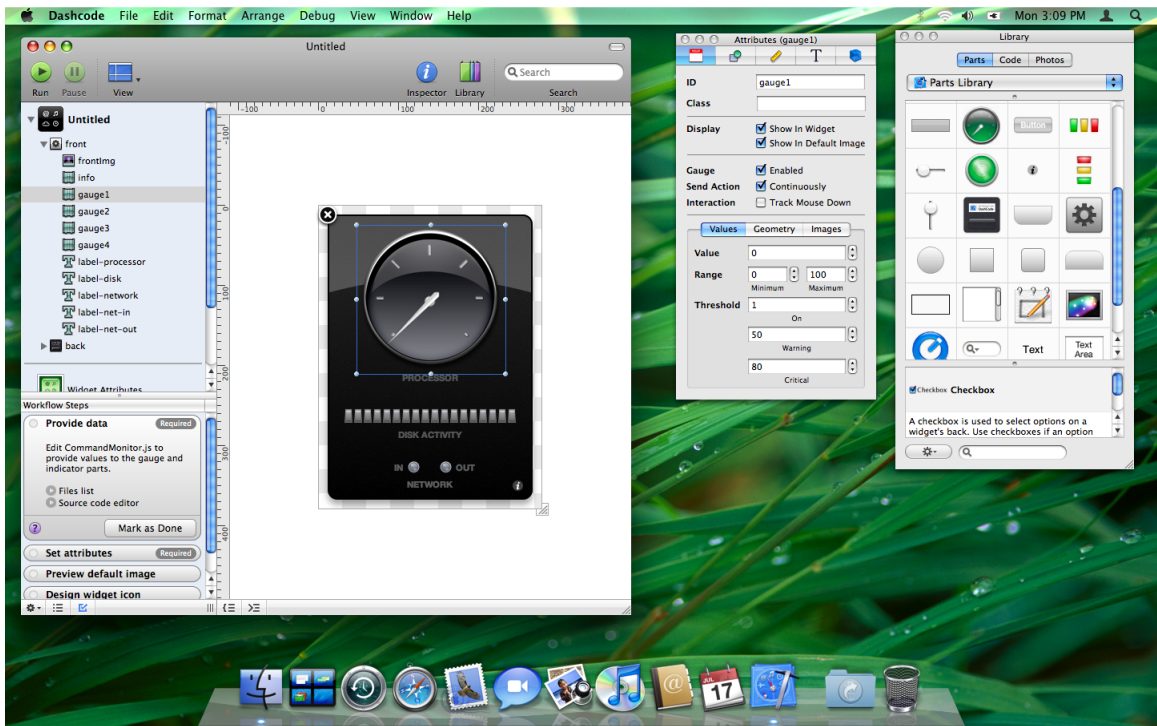 Dashcode File Edit Format Arrange Debug View Window Help
Mon 3:09 PM
Untitled
Run Pause View Inspector Library Search
Search
Untitled
front
frontImg
info
gauge1
gauge2
gauge3
gauge4
label-processor
label-disk
label-network
label-net-in
label-net-out
back
Widget Attributes
Workflow Steps
Provide data Required
Edit CommandMonitor.js to
provide values to the gauge and
indicator parts.
Files list
Source code editor
Mark as Done
Set attributes Required
Preview default image
Design widget icon
-100 0 100 200 300
-100
0
100
200
300
400
PROCESSOR
DISK ACTIVITY
IN OUT
NETWORK
Attributes (gauge1)
ID gauge1
Class
Display Show In Widget
Show In Default Image
Gauge Enabled
Send Action Continuously
Interaction Track Mouse Down
Values Geometry Images
Value 0
Range 0 100
Minimum Maximum
Threshold 1
On
50
Warning
80
Critical
Library
Parts Code Photos
Parts Library
Button
Text
Text
Area
Checkbox Checkbox
A checkbox is used to select options on a
widget's back. Use checkboxes if an option
JUL
17